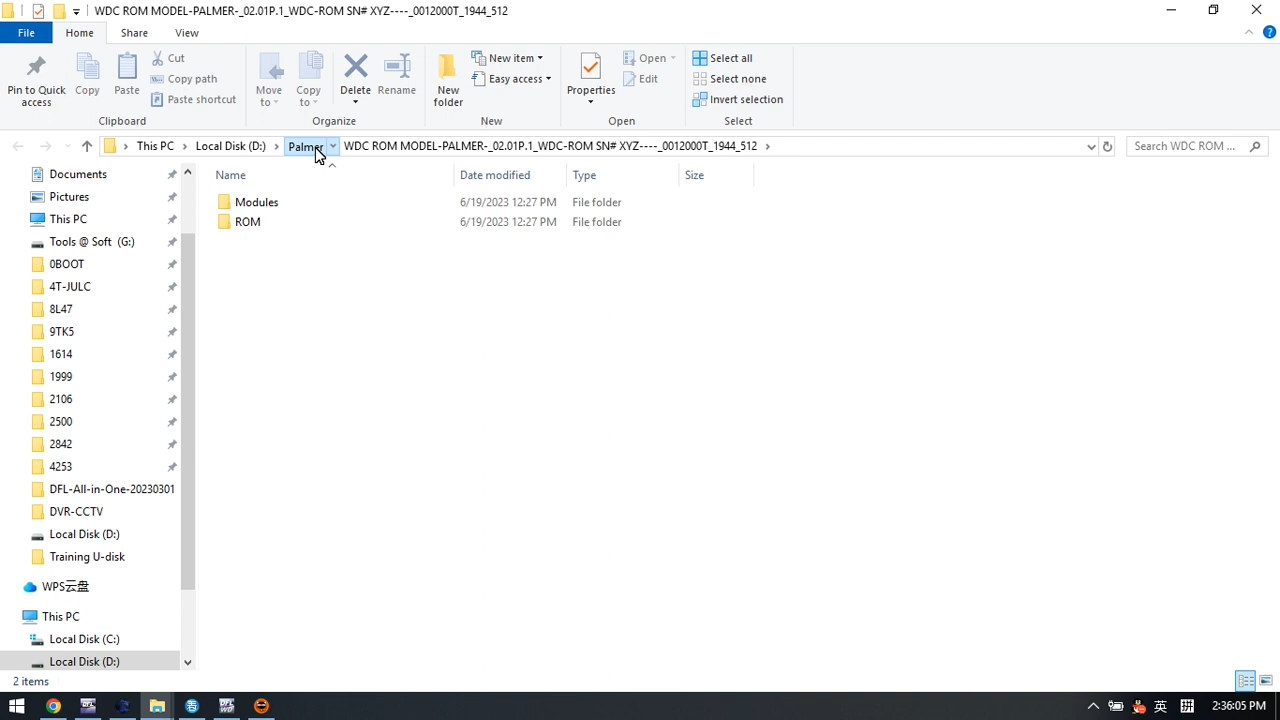 WDC ROM MODEL-PALMER-_02.01P.1_WDC-ROM SN# XYZ----_0012000T_1944_512
File Home Share View
Pin to Quick access
Copy
Paste
Cut
Copy path
Paste shortcut
Clipboard
Move to
Copy to
Delete
Rename
Organize
New folder
New item
Easy access
New
Properties
Open
Edit
Open
Select all
Select none
Invert selection
Select
This PC Local Disk (D:) Palmer WDC ROM MODEL-PALMER-_02.01P.1_WDC-ROM SN# XYZ----_0012000T_1944_512
Search WDC ROM ...
Documents
Pictures
This PC
Tools @ Soft (G:)
0BOOT
4T-JULC
8L47
9TK5
1614
1999
2106
2500
2842
4253
DFL-All-in-One-20230301
DVR-CCTV
Local Disk (D:)
Training U-disk
WPS云盘
This PC
Local Disk (C:)
Local Disk (D:)
Name Date modified Type Size
Modules 6/19/2023 12:27 PM File folder
ROM 6/19/2023 12:27 PM File folder
2 items
英 拼 2:36:05 PM